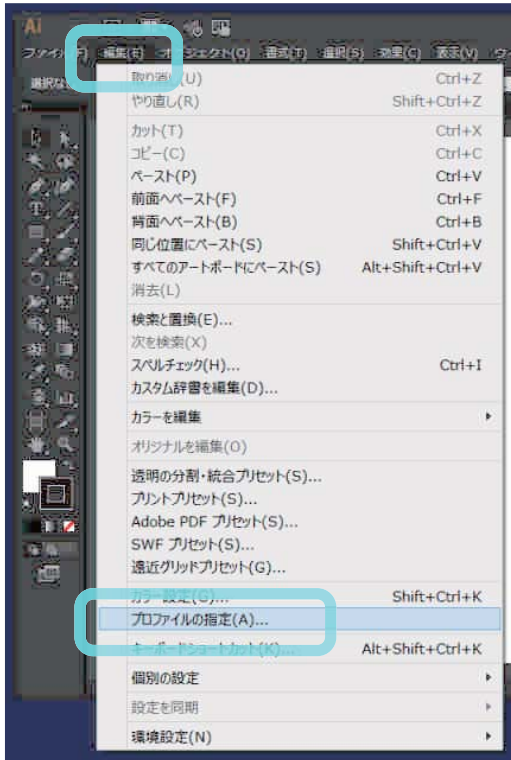 Ai
ファイル(F) 編集(E) オブジェクト(O) 書式(T) 選択(S) 効果(C) 表示(V)
選択な
取り消し(U) Ctrl+Z
やり直し(R) Shift+Ctrl+Z
カット(T) Ctrl+X
コピー(C) Ctrl+C
ペースト(P) Ctrl+V
前面へペースト(F) Ctrl+F
背面へペースト(B) Ctrl+B
同じ位置にペースト(S) Shift+Ctrl+V
すべてのアートボードにペースト(S) Alt+Shift+Ctrl+V
消去(L)
検索と置換(E)...
次を検索(X)
スペルチェック(H)... Ctrl+I
カスタム辞書を編集(D)...
カラーを編集
オリジナルを編集(O)
透明の分割・統合プリセット(S)...
プリントプリセット(S)...
Adobe PDF プリセット(S)...
SWF プリセット(S)...
遠近グリッドプリセット(G)...
カラー設定(G)... Shift+Ctrl+K
プロファイルの指定(A)...
キーボードショートカット(K)... Alt+Shift+Ctrl+K
個別の設定
設定を同期
環境設定(N)